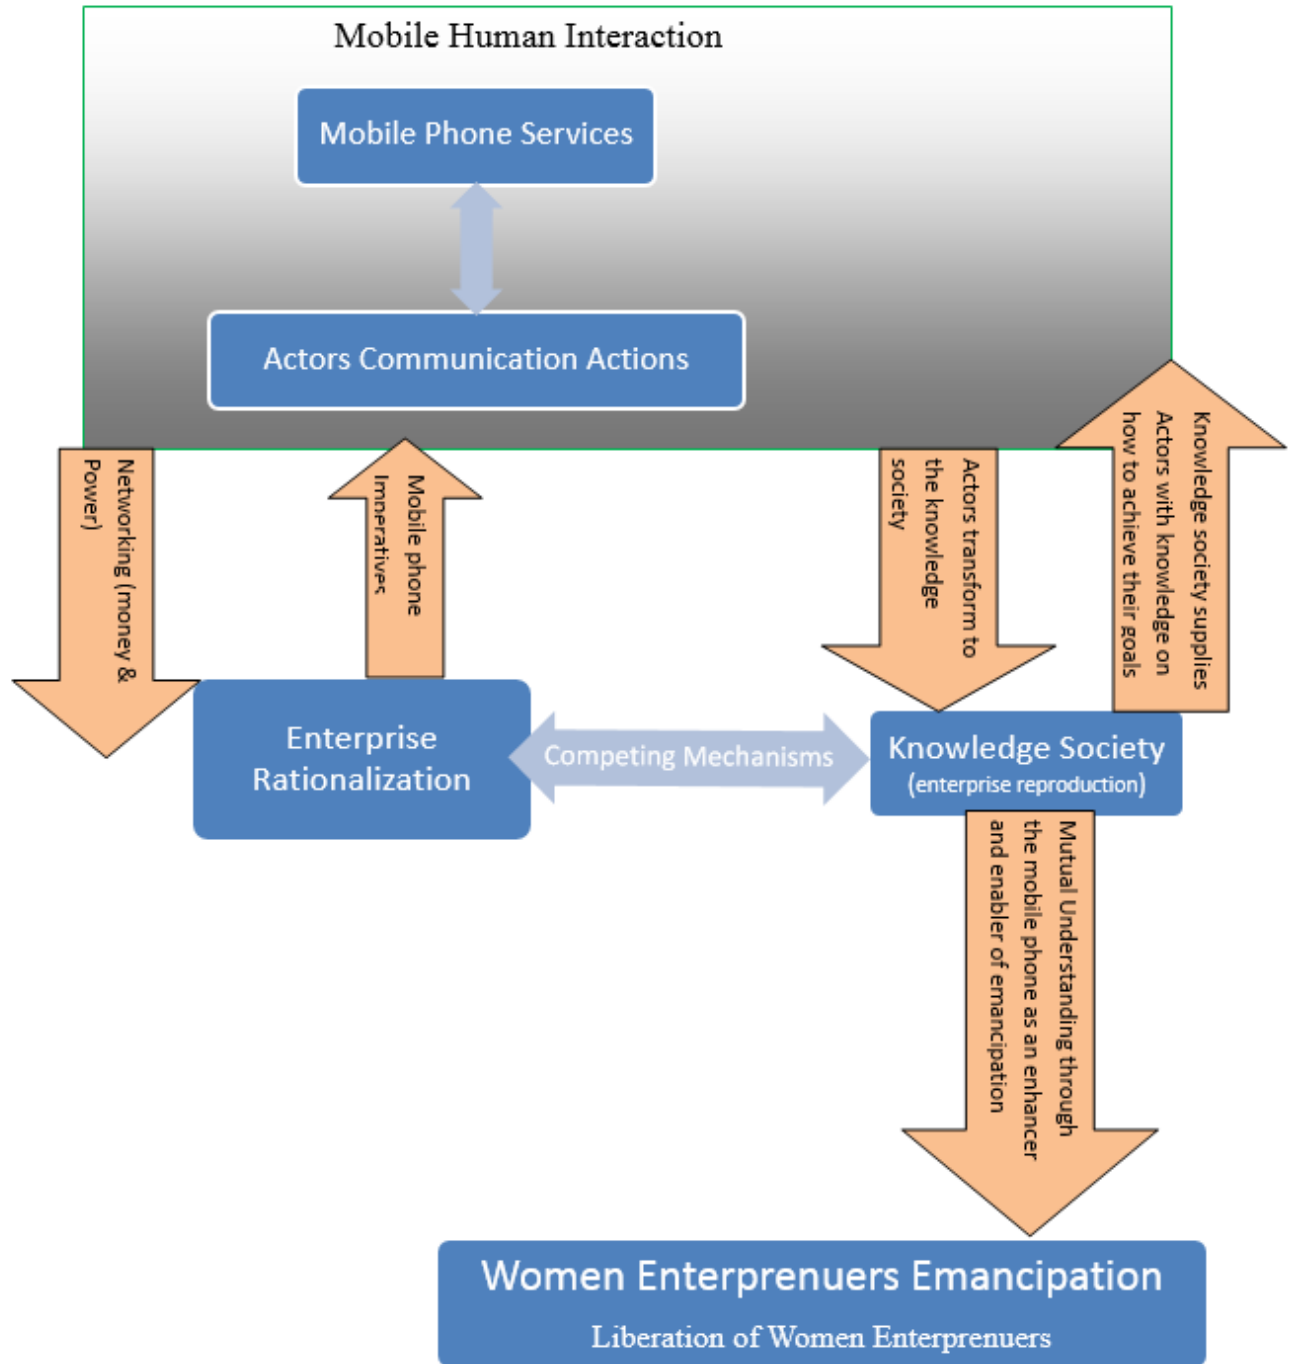 Mobile Human Interaction
Mobile Phone Services
Actors Communication Actions
Networking (money &
Power)
Mobile phone
Imperatives
Actors transform to
the knowledge
society
Knowledge society supplies
Actors with knowledge on
how to achieve their goals
Enterprise
Rationalization
Competing Mechanisms
Knowledge Society
(enterprise reproduction)
Mutual Understanding through
the mobile phone as an enhancer
and enabler of emancipation
Women Enterprenuers Emancipation
Liberation of Women Enterprenuers